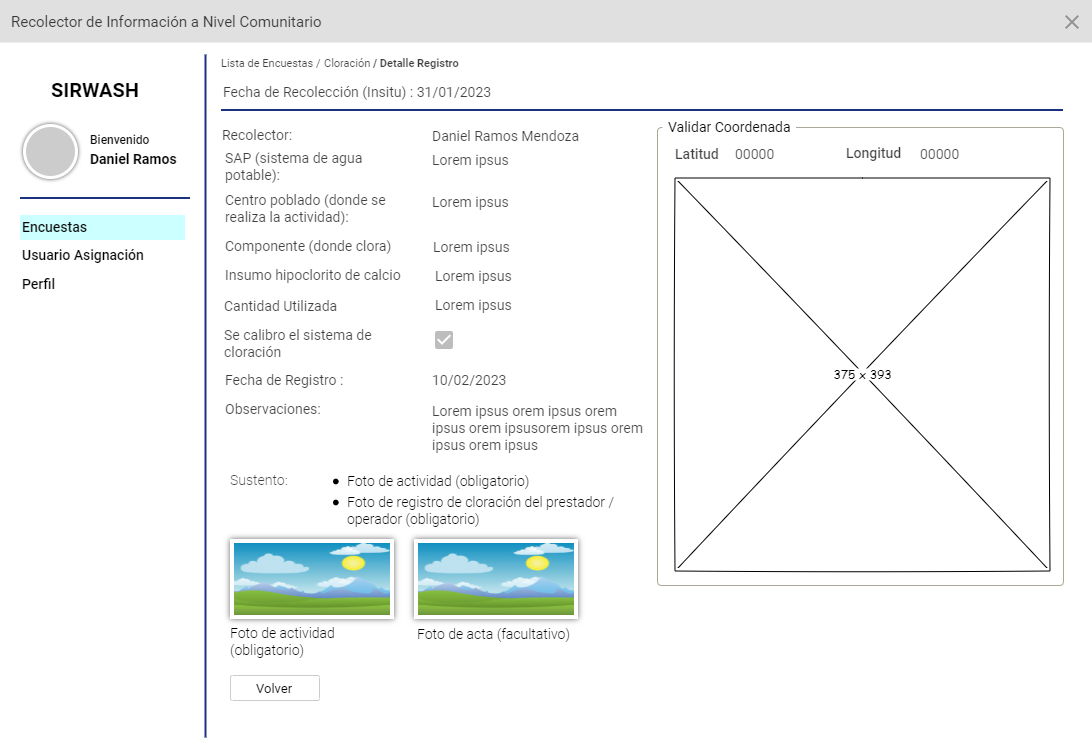 Recolector de Información a Nivel Comunitario
SIRWASH
Bienvenido
Daniel Ramos
Encuestas
Usuario Asignación
Perfil
Lista de Encuestas / Cloración / Detalle Registro
Fecha de Recolección (Insitu) : 31/01/2023
Recolector: Daniel Ramos Mendoza
SAP (sistema de agua
potable): Lorem ipsus
Centro poblado (donde se
realiza la actividad): Lorem ipsus
Componente (donde clora) Lorem ipsus
Insumo hipoclorito de calcio Lorem ipsus
Cantidad Utilizada Lorem ipsus
Se calibro el sistema de
cloración
Fecha de Registro : 10/02/2023
Observaciones: Lorem ipsus orem ipsus orem
ipsus orem ipsusorem ipsus orem
ipsus orem ipsus
Sustento:
Foto de actividad (obligatorio)
Foto de registro de cloración del prestador /
operador (obligatorio)
Foto de actividad
(obligatorio)
Foto de acta (facultativo)
Volver
Validar Coordenada
Latitud 00000 Longitud 00000
375 × 393